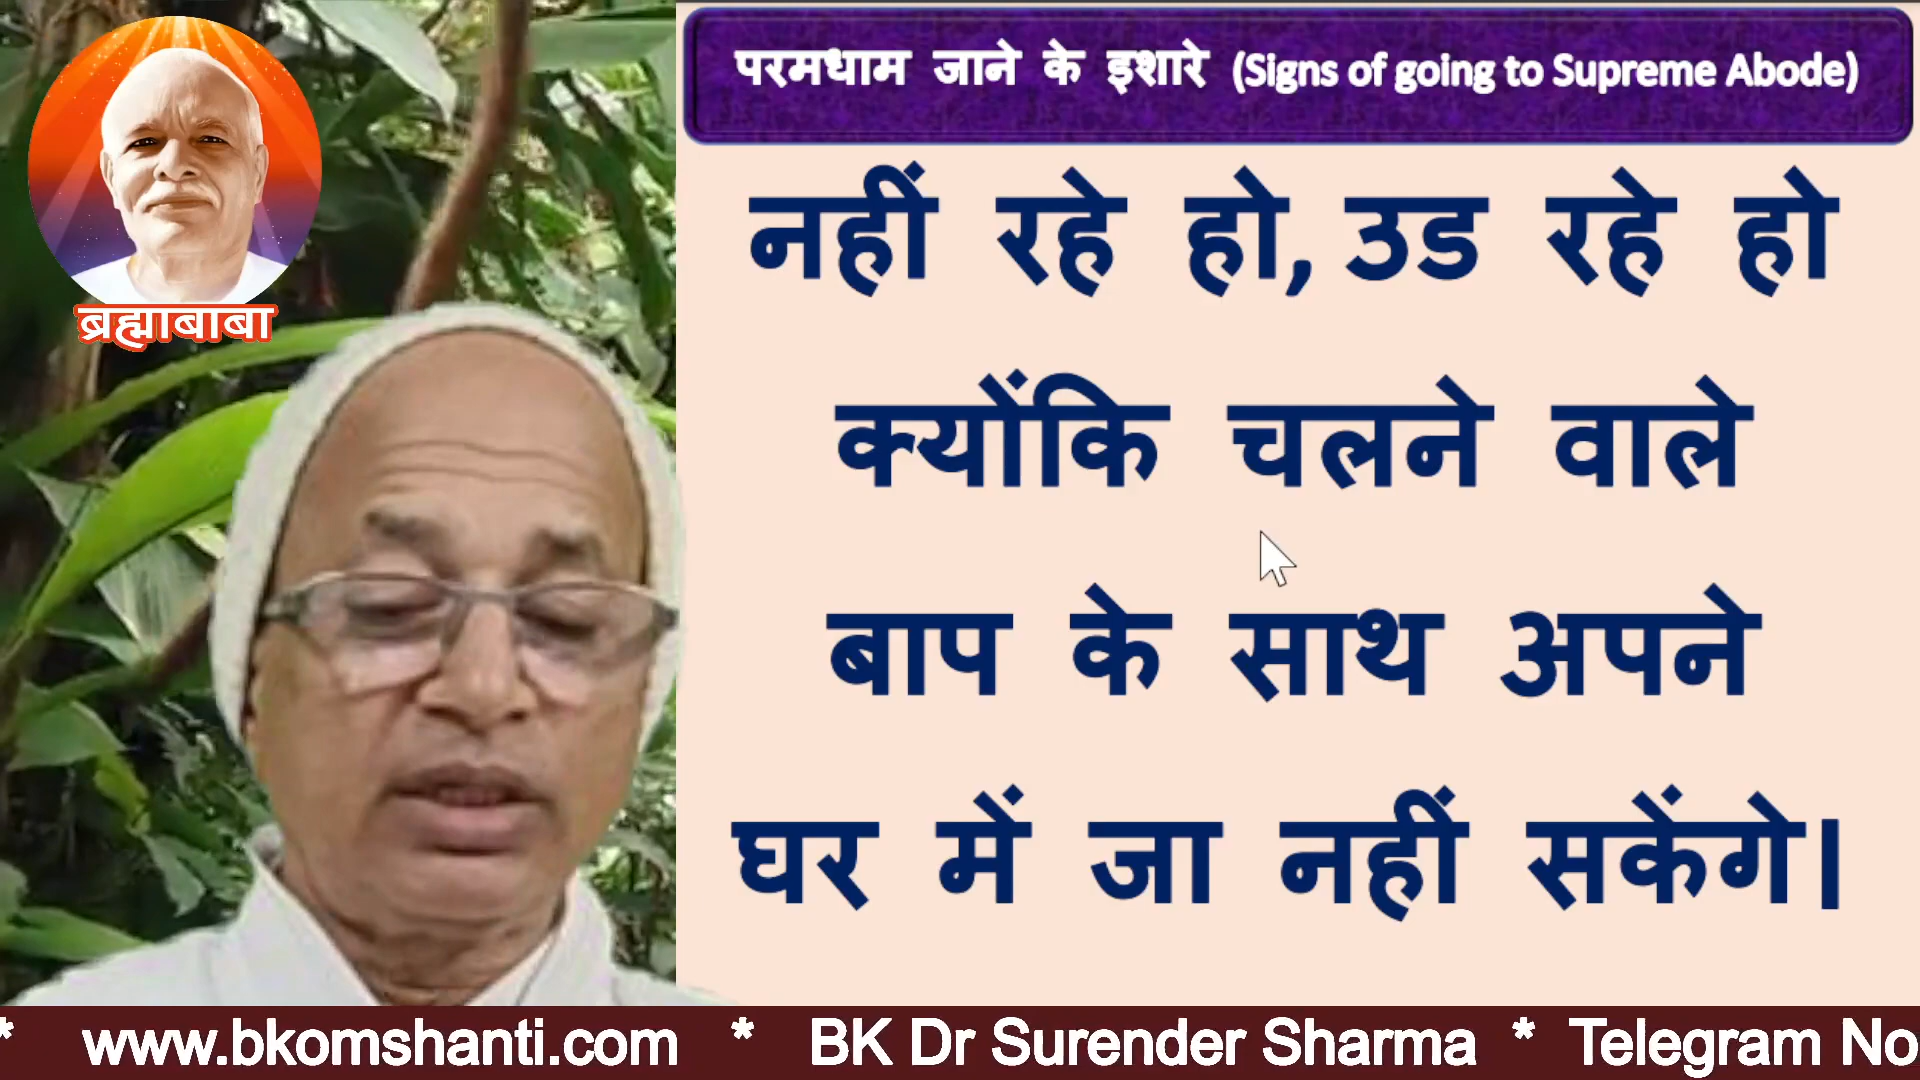 ब्रह्माबाबा
परमधाम जाने के इशारे (Signs of going to Supreme Abode)
नहीं रहे हो, उड रहे हो
क्योंकि चलने वाले
बाप के साथ अपने
घर में जा नहीं सकेंगे।
* www.bkomshanti.com * BK Dr Surender Sharma * Telegram No